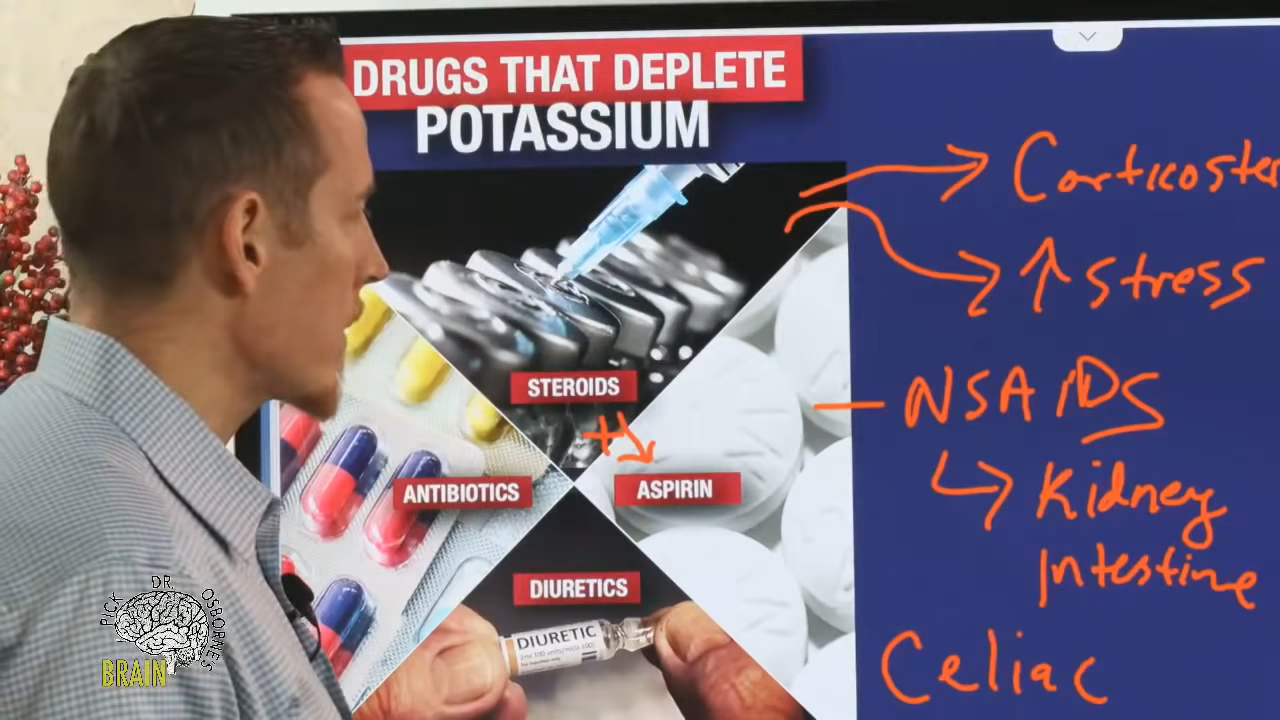 DRUGS THAT DEPLETE
POTASSIUM
Corticoster
↑ stress
STEROIDS
NSAIDS
ANTIBIOTICS
ASPIRIN
Kidney
Intestine
DIURETICS
DIURETIC
Celiac
PICK DR. OSBORNE'S
BRAIN